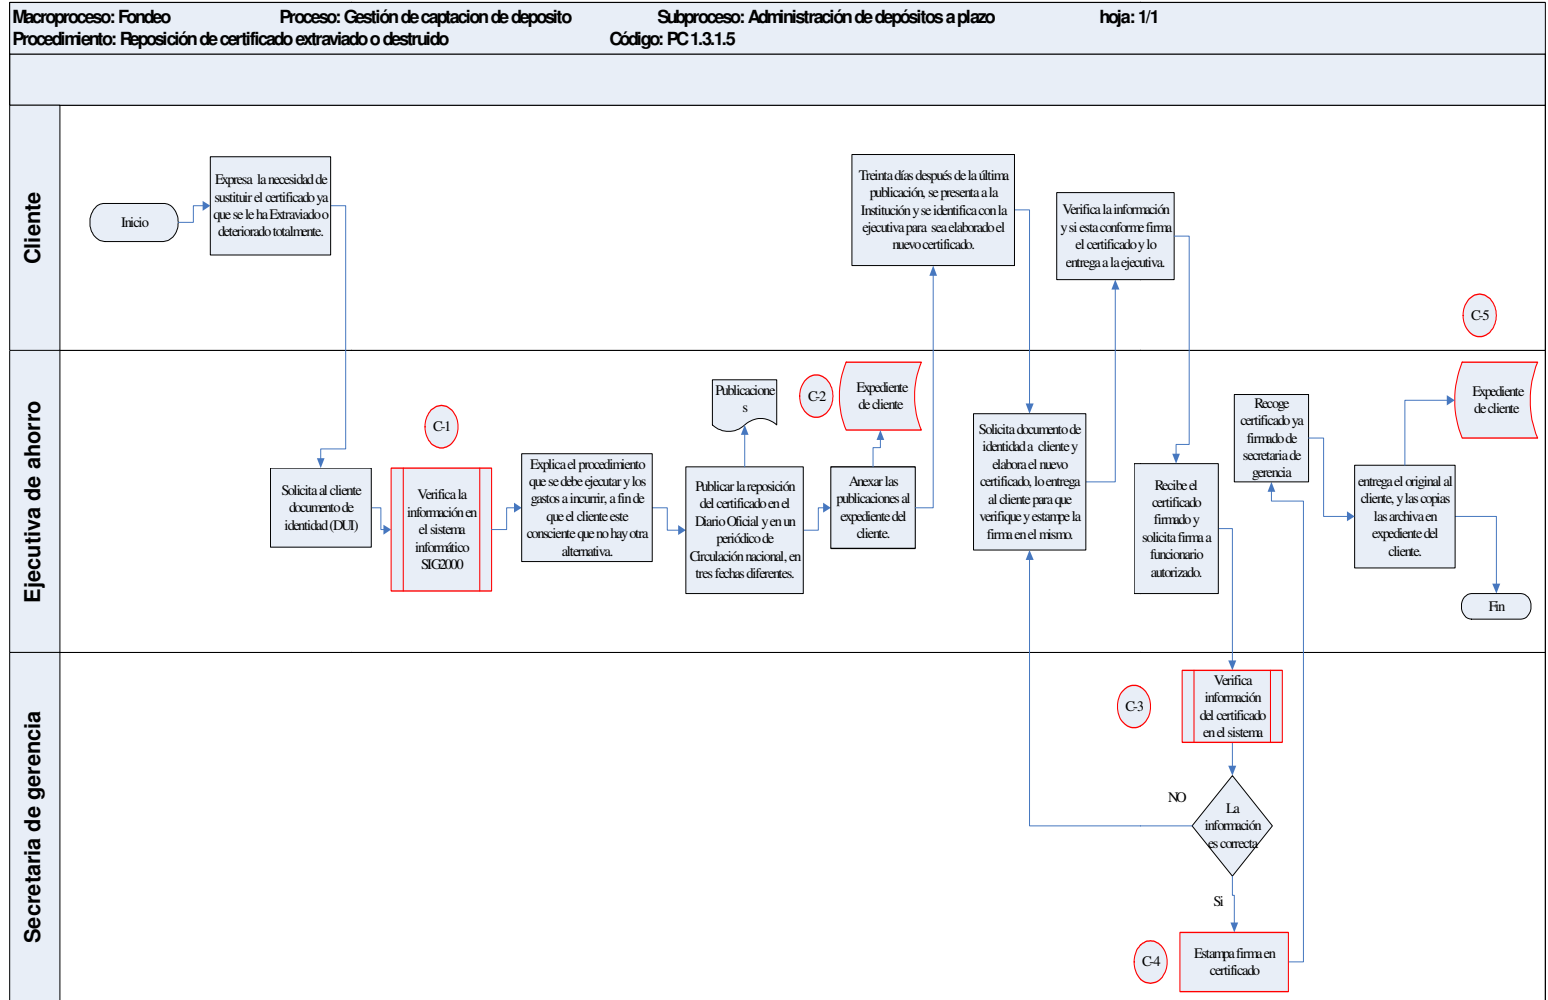 Macroproceso: Fondeo Proceso: Gestión de captacion de deposito Subproceso: Administración de depósitos a plazo hoja: 1/1
Procedimiento: Reposición de certificado extraviado o destruido Código: PC 1.3.1.5
Cliente
Inicio
Expresa la necesidad de
sustituir el certificado ya
que se le ha Extraviado o
deteriorado totalmente.
Treinta días después de la última
publicación, se presenta a la
Institución y se identifica con la
ejecutiva para sea elaborado el
nuevo certificado.
Verifica la información
y si esta conforme firma
el certificado y lo
entrega a la ejecutiva.
C-5
Ejecutiva de ahorro
Solicita al cliente
documento de
identidad (DUI)
C-1
Verifica la
información en
el sistema
informático
SIG2000
Explica el procedimiento
que se debe ejecutar y los
gastos a incurrir, a fin de
que el cliente este
consciente que no hay otra
alternativa.
Publicacione
s
Publicar la reposición
del certificado en el
Diario Oficial y en un
periódico de
Circulación nacional, en
tres fechas diferentes.
C-2
Expediente
de cliente
Anexar las
publicaciones al
expediente del
cliente.
Solicita documento de
identidad a cliente y
elabora el nuevo
certificado, lo entrega
al cliente para que
verifique y estampe la
firma en el mismo.
Recibe el
certificado
firmado y
solicita firma a
funcionario
autorizado.
Recoge
certificado ya
firmado de
secretaria de
gerencia
entrega el original al
cliente, y las copias
las archiva en
expediente del
cliente.
Expediente
de cliente
Fin
Secretaria de gerencia
C-3
Verifica
información
del certificado
en el sistema
NO
La
información
es correcta
Si
C-4
Estampa firma en
certificado